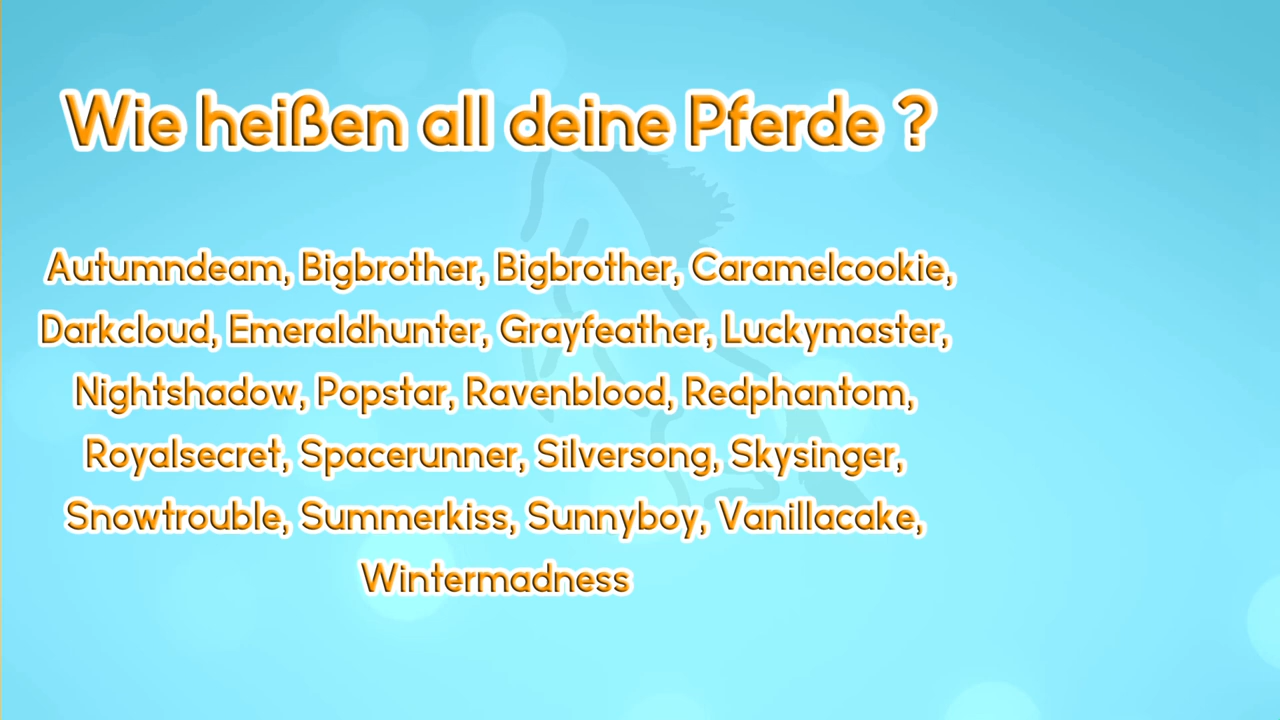 Wie heißen all deine Pferde ?
Autumndeam, Bigbrother, Bigbrother, Caramelcookie,
Darkcloud, Emeraldhunter, Grayfeather, Luckymaster,
Nightshadow, Popstar, Ravenblood, Redphantom,
Royalsecret, Spacerunner, Silversong, Skysinger,
Snowtrouble, Summerkiss, Sunnyboy, Vanillacake,
Wintermadness